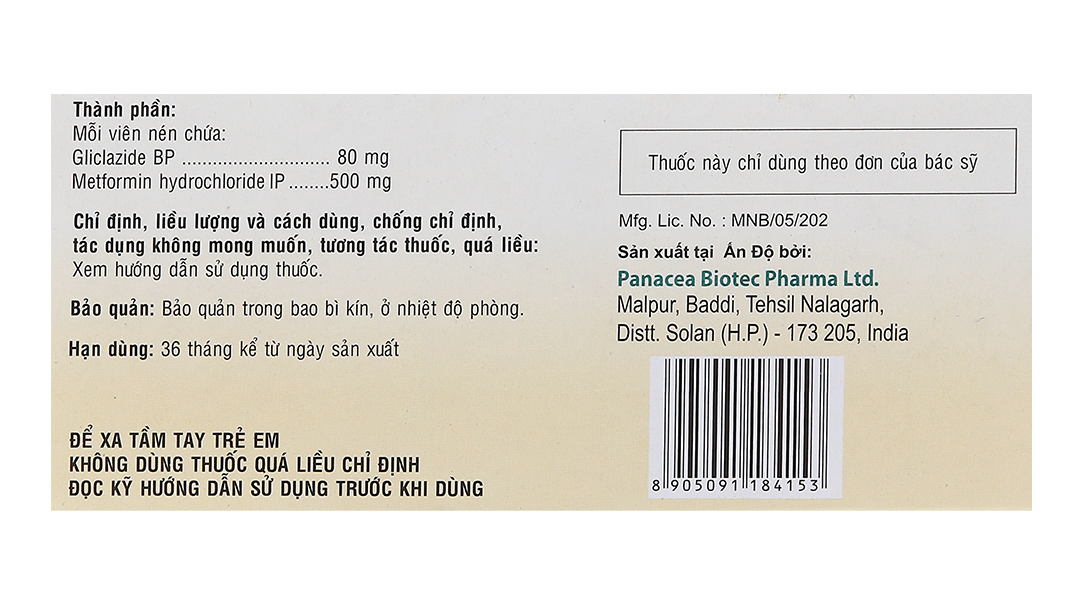 Thành phần:
Mỗi viên nén chứa:
Gliclazide BP ............................ 80 mg
Metformin hydrochloride IP ........500 mg
Chỉ định, liều lượng và cách dùng, chống chỉ định,
tác dụng không mong muốn, tương tác thuốc, quá liều:
Xem hướng dẫn sử dụng thuốc.
Bảo quản: Bảo quản trong bao bì kín, ở nhiệt độ phòng.
Hạn dùng: 36 tháng kể từ ngày sản xuất
ĐỂ XA TẦM TAY TRẺ EM
KHÔNG DÙNG THUỐC QUÁ LIỀU CHỈ ĐỊNH
ĐỌC KỸ HƯỚNG DẪN SỬ DỤNG TRƯỚC KHI DÙNG
Thuốc này chỉ dùng theo đơn của bác sỹ
Mfg. Lic. No. : MNB/05/202
Sản xuất tại Ấn Độ bởi:
Panacea Biotec Pharma Ltd.
Malpur, Baddi, Tehsil Nalagarh,
Distt. Solan (H.P.) - 173 205, India
8 905091 184153